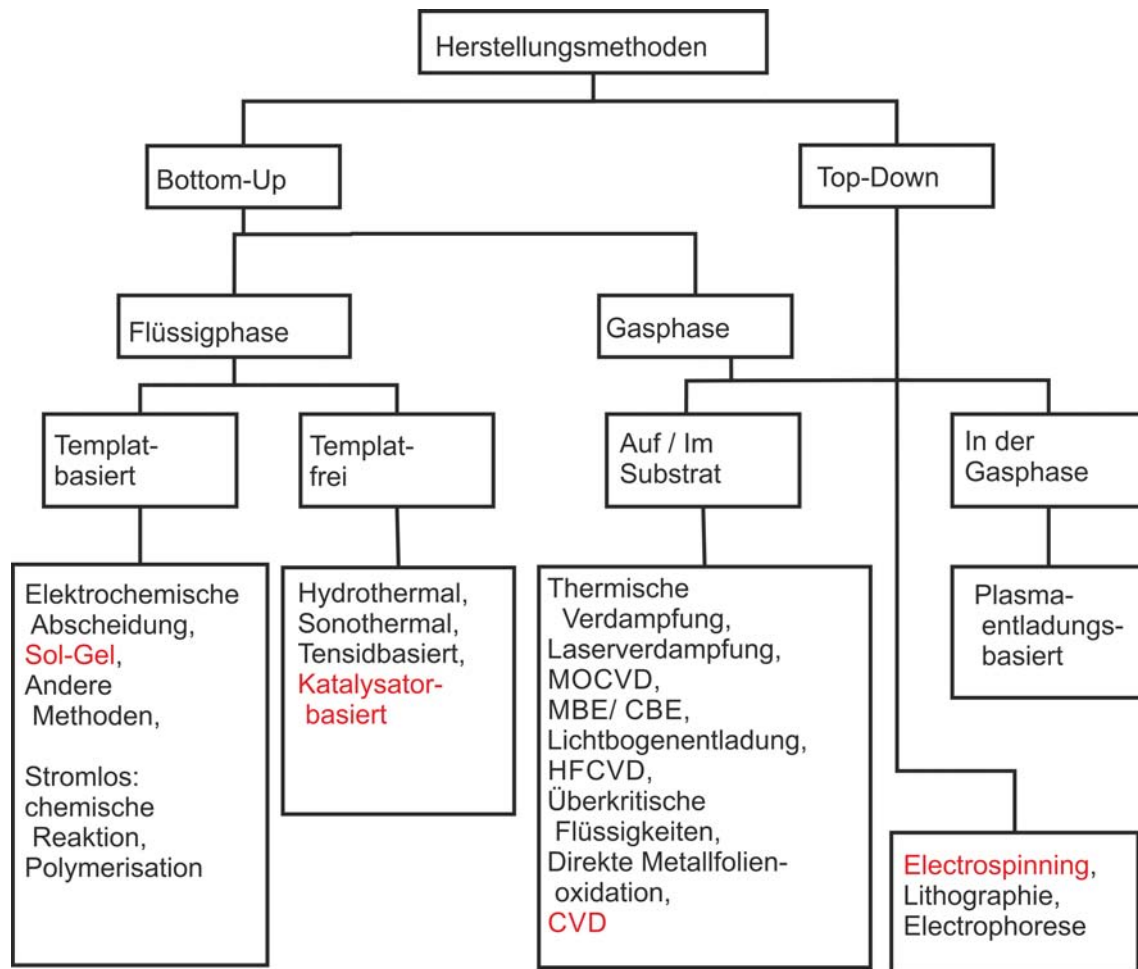 Herstellungsmethoden
Bottom-Up
Top-Down
Flüssigphase
Gasphase
Templat-
basiert
Templat-
frei
Auf / Im
Substrat
In der
Gasphase
Elektrochemische
Abscheidung,
Sol-Gel,
Andere
Methoden,
Stromlos:
chemische
Reaktion,
Polymerisation
Hydrothermal,
Sonothermal,
Tensidbasiert,
Katalysator-
basiert
Thermische
Verdampfung,
Laserverdampfung,
MOCVD,
MBE/ CBE,
Lichtbogenentladung,
HFCVD,
Überkritische
Flüssigkeiten,
Direkte Metallfolien-
oxidation,
CVD
Plasma-
entladungs-
basiert
Electrospinning,
Lithographie,
Electrophorese